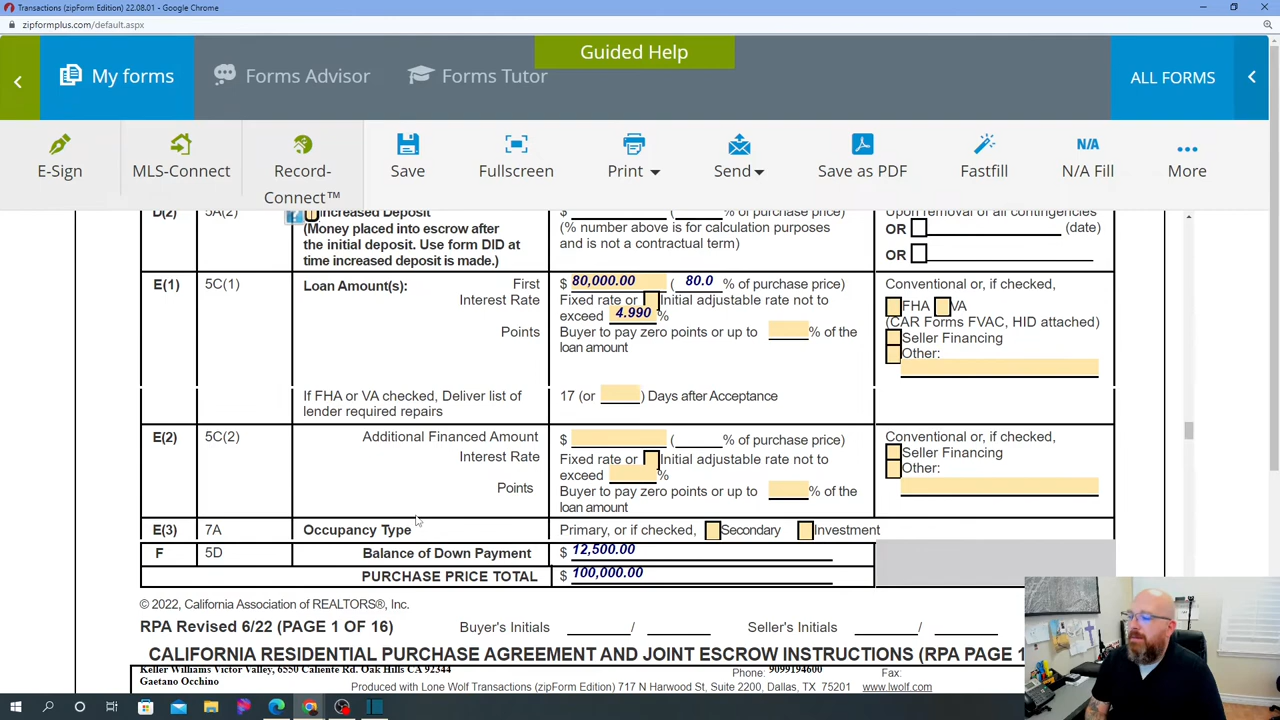 Transactions (zipForm Edition) 22.08.01 - Google Chrome
zipformplus.com/default.aspx
Guided Help
My forms
Forms Advisor
Forms Tutor
ALL FORMS
E-Sign
MLS-Connect
Record-Connect™
Save
Fullscreen
Print
Send
Save as PDF
Fastfill
N/A
N/A Fill
More
D(2) 5A(2) Increased Deposit $ ( % of purchase price) Upon removal of all contingencies
(Money placed into escrow after (% number above is for calculation purposes OR (date)
the initial deposit. Use form DID at and is not a contractual term)
time increased deposit is made.) OR
E(1) 5C(1) Loan Amount(s): First $ 80,000.00 ( 80.0 % of purchase price) Conventional or, if checked,
Interest Rate Fixed rate or Initial adjustable rate not to FHA VA
exceed 4.990 % (CAR Forms FVAC, HID attached)
Points Buyer to pay zero points or up to % of the Seller Financing
loan amount Other:
If FHA or VA checked, Deliver list of 17 (or ) Days after Acceptance
lender required repairs
E(2) 5C(2) Additional Financed Amount $ ( % of purchase price) Conventional or, if checked,
Interest Rate Fixed rate or Initial adjustable rate not to Seller Financing
exceed % Other:
Points Buyer to pay zero points or up to % of the
loan amount
E(3) 7A Occupancy Type Primary, or if checked, Secondary Investment
F 5D Balance of Down Payment $ 12,500.00
PURCHASE PRICE TOTAL $ 100,000.00
© 2022, California Association of REALTORS®, Inc.
RPA Revised 6/22 (PAGE 1 OF 16) Buyer's Initials / Seller's Initials /
CALIFORNIA RESIDENTIAL PURCHASE AGREEMENT AND JOINT ESCROW INSTRUCTIONS (RPA PAGE 1
Keller Williams Victor Valley, 6550 Caliente Rd. Oak Hills CA 92344 Phone: 9099194600 Fax:
Gaetano Occhino Produced with Lone Wolf Transactions (zipForm Edition) 717 N Harwood St, Suite 2200, Dallas, TX 75201 www.lwolf.com